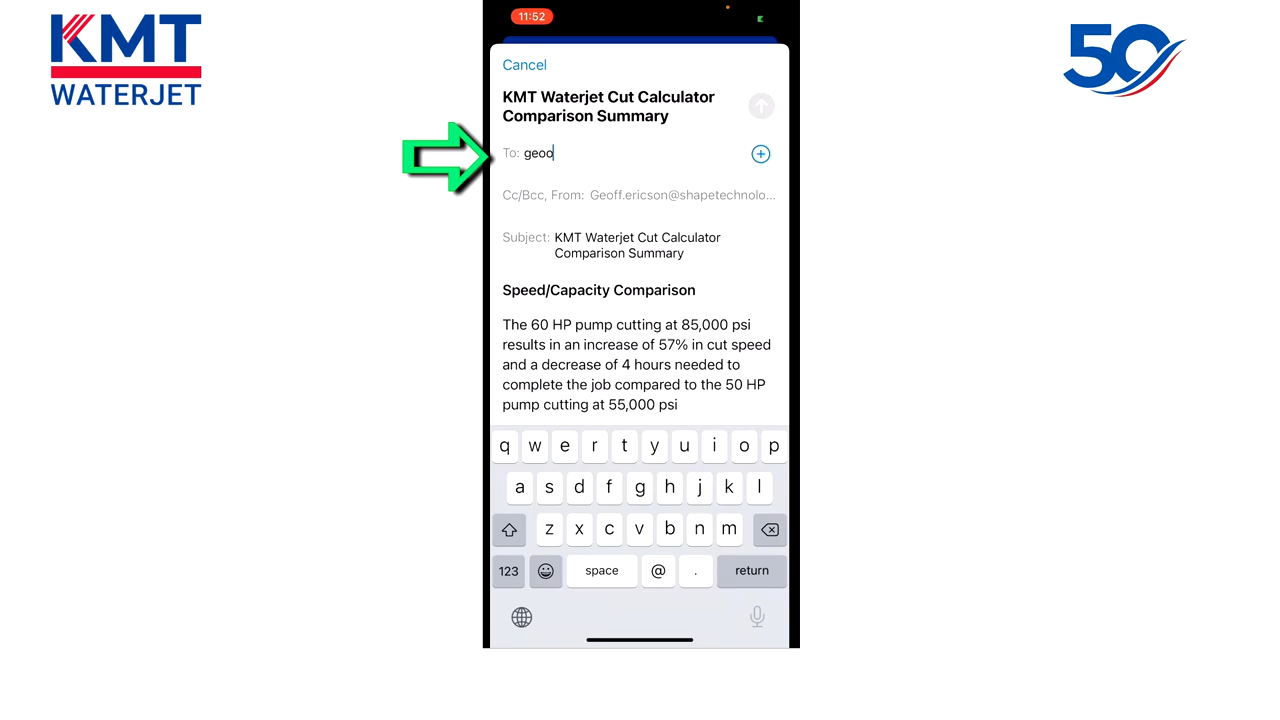 KMT
WATERJET
50
11:52
Cancel
KMT Waterjet Cut Calculator
Comparison Summary
To: geoo
Cc/Bcc, From: Geoff.ericson@shapetechnolo...
Subject: KMT Waterjet Cut Calculator
Comparison Summary
Speed/Capacity Comparison
The 60 HP pump cutting at 85,000 psi
results in an increase of 57% in cut speed
and a decrease of 4 hours needed to
complete the job compared to the 50 HP
pump cutting at 55,000 psi
q w e r t y u i o p
a s d f g h j k l
z x c v b n m
123 space @ . return